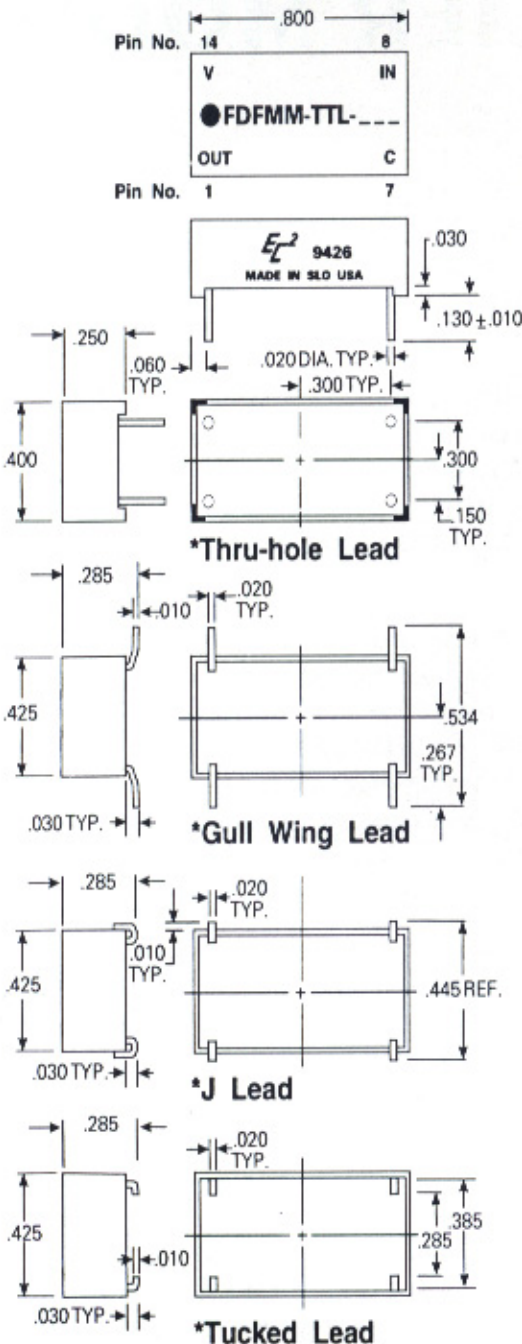 .800
Pin No. 14 8
V IN
●FDFMM-TTL-___
OUT C
Pin No. 1 7
EC² 9426
MADE IN SLO USA
.030
.130 ±.010
.250
.060 TYP.
.020 DIA. TYP.
.300 TYP.
.400
.300
.150 TYP.
*Thru-hole Lead
.285
.010
.020 TYP.
.425
.534
.267 TYP.
.030 TYP.
*Gull Wing Lead
.285
.020 TYP.
.010 TYP.
.425
.445 REF.
.030 TYP.
*J Lead
.285
.020 TYP.
.425
.010
.285
.385
.030 TYP.
*Tucked Lead